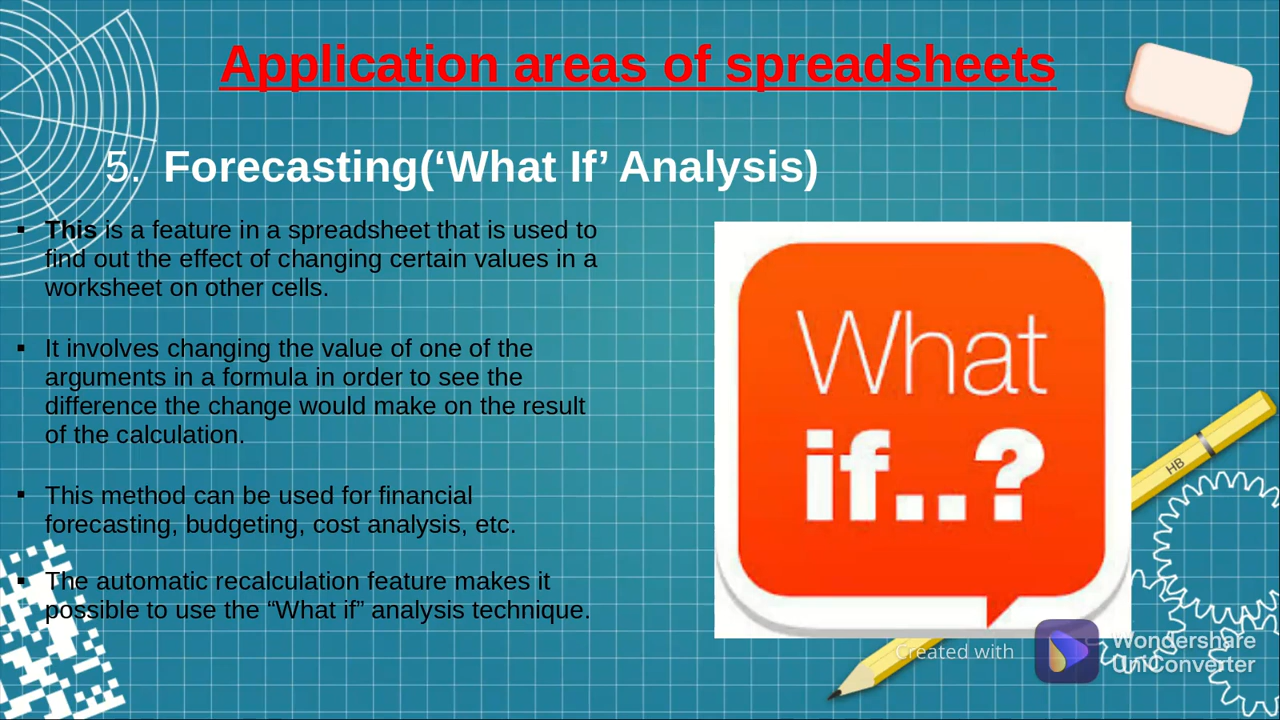 Application areas of spreadsheets
5. Forecasting(‘What If’ Analysis)
▪ This is a feature in a spreadsheet that is used to
find out the effect of changing certain values in a
worksheet on other cells.
▪ It involves changing the value of one of the
arguments in a formula in order to see the
difference the change would make on the result
of the calculation.
▪ This method can be used for financial
forecasting, budgeting, cost analysis, etc.
▪ The automatic recalculation feature makes it
possible to use the “What if” analysis technique.
What
if..?
HB
Created with
Wondershare
UniConverter